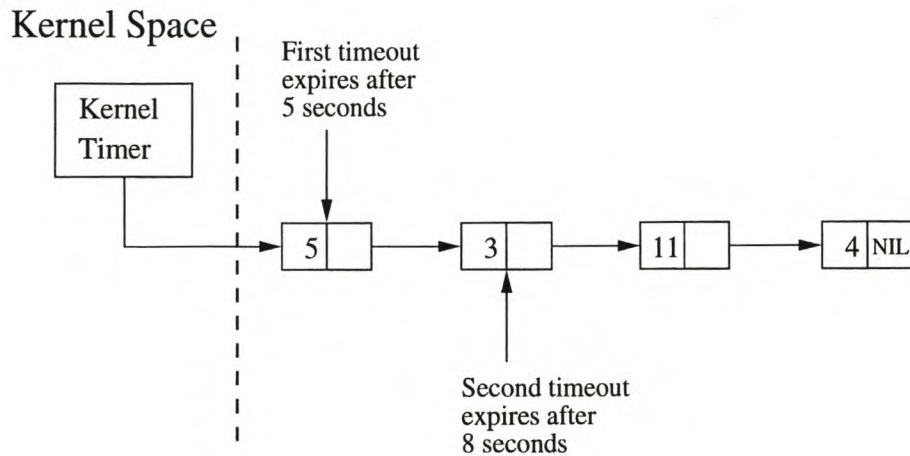 Kernel Space
First timeout
expires after
5 seconds
Kernel
Timer
5
3
11
4 NIL
Second timeout
expires after
8 seconds